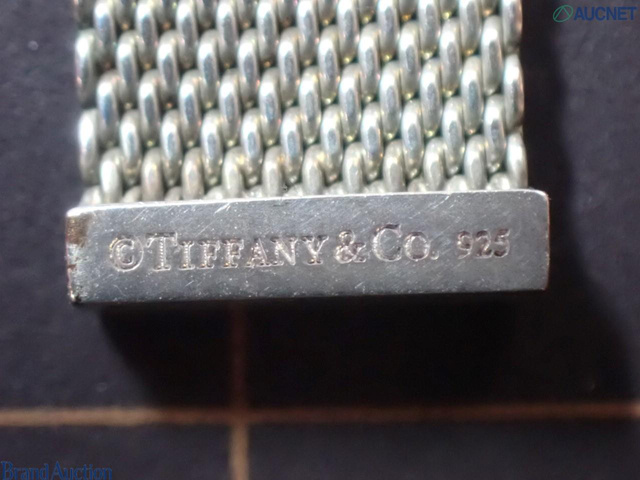 AUCNET
©TIFFANY & CO. 925
Brand Auction